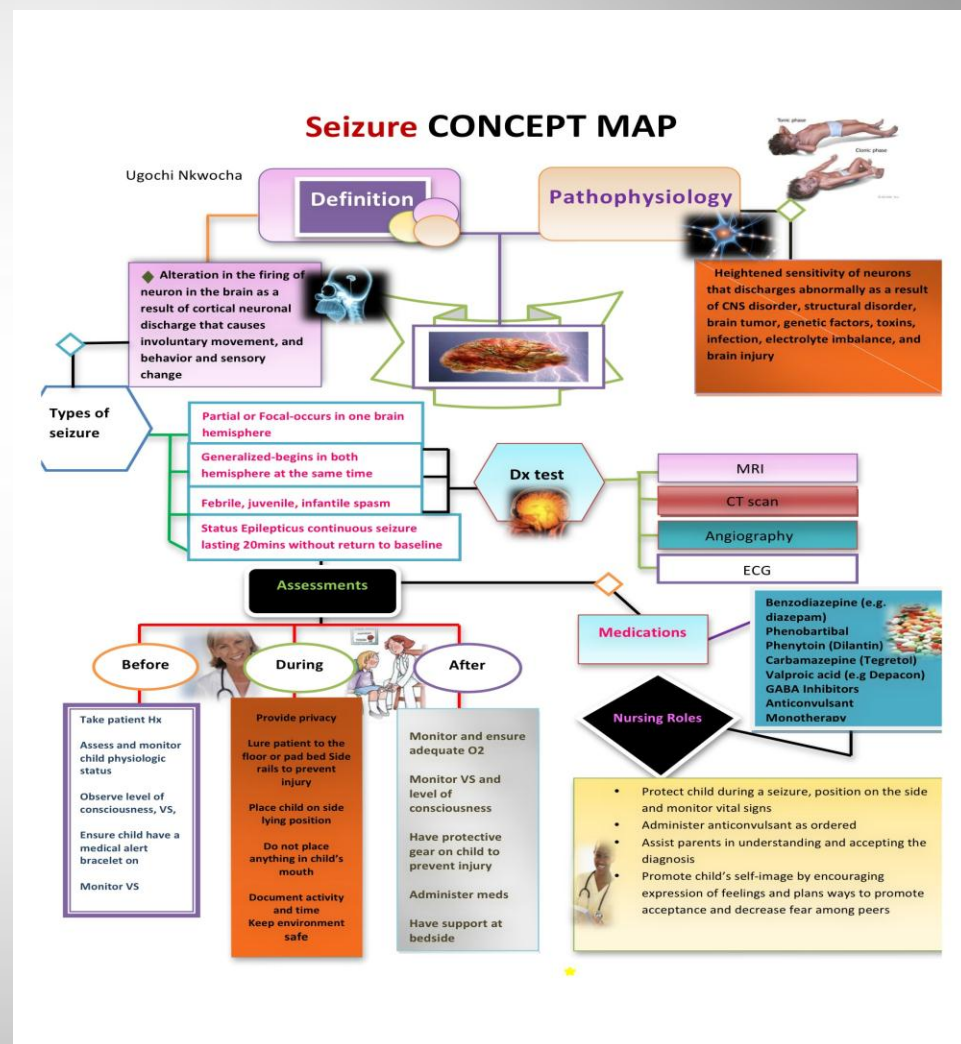 Seizure CONCEPT MAP
Tonic phase
Clonic phase
Ugochi Nkwocha
Definition
Pathophysiology
Alteration in the firing of
neuron in the brain as a
result of cortical neuronal
discharge that causes
involuntary movement, and
behavior and sensory
change
Heightened sensitivity of neurons
that discharges abnormally as a result
of CNS disorder, structural disorder,
brain tumor, genetic factors, toxins,
infection, electrolyte imbalance, and
brain injury
Types of
seizure
Partial or Focal-occurs in one brain
hemisphere
Generalized-begins in both
hemisphere at the same time
Febrile, juvenile, infantile spasm
Status Epilepticus continuous seizure
lasting 20mins without return to baseline
Dx test
MRI
CT scan
Angiography
ECG
Assessments
Before
During
After
Take patient Hx
Assess and monitor
child physiologic
status
Observe level of
consciousness, VS,
Ensure child have a
medical alert
bracelet on
Monitor VS
Provide privacy
Lure patient to the
floor or pad bed Side
rails to prevent
injury
Place child on side
lying position
Do not place
anything in child's
mouth
Document activity
and time
Keep environment
safe
Monitor and ensure
adequate O2
Monitor VS and
level of
consciousness
Have protective
gear on child to
prevent injury
Administer meds
Have support at
bedside
Medications
Benzodiazepine (e.g.
diazepam)
Phenobartibal
Phenytoin (Dilantin)
Carbamazepine (Tegretol)
Valproic acid (e.g Depacon)
GABA Inhibitors
Anticonvulsant
Monotherapy
Nursing Roles
• Protect child during a seizure, position on the side
and monitor vital signs
• Administer anticonvulsant as ordered
• Assist parents in understanding and accepting the
diagnosis
• Promote child's self-image by encouraging
expression of feelings and plans ways to promote
acceptance and decrease fear among peers